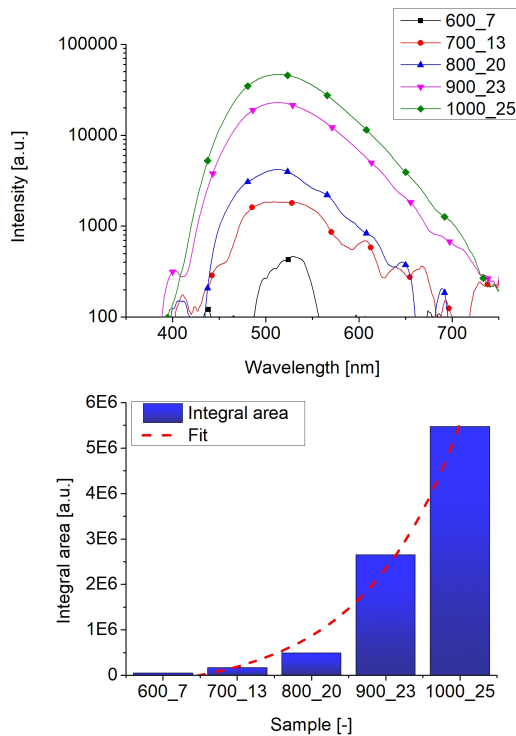 600_7
700_13
800_20
900_23
1000_25
100000
10000
1000
100
Intensity [a.u.]
400 500 600 700
Wavelength [nm]
Integral area
Fit
6E6
5E6
4E6
3E6
2E6
1E6
0
Integral area [a.u.]
600_7 700_13 800_20 900_23 1000_25
Sample [-]